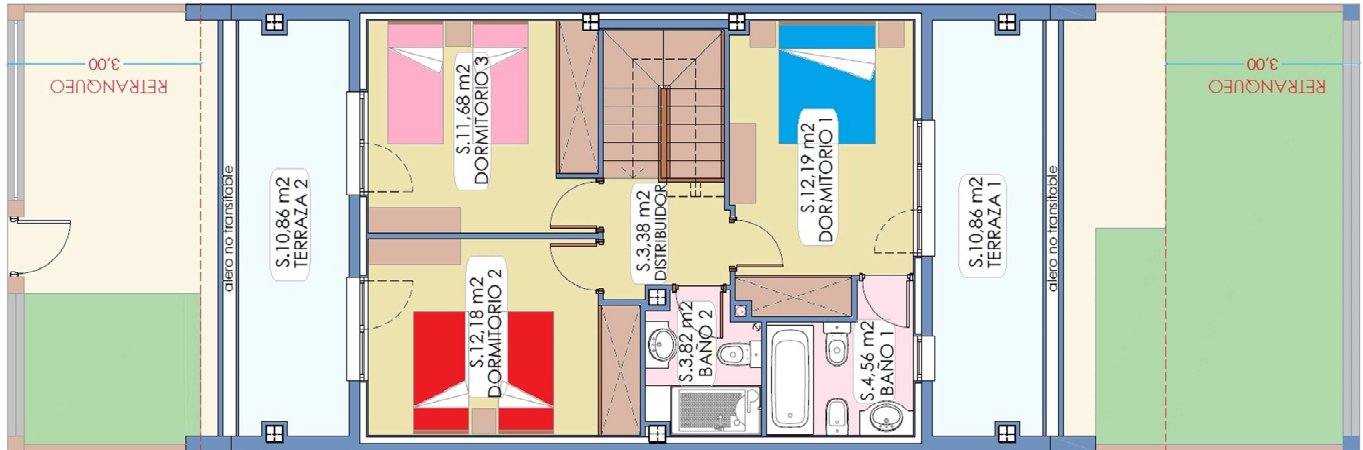 3,00
RETRANQUEO
alero no transitable
S.10,86 m2
TERRAZA 2
S.11,68 m2
DORMITORIO 3
S.12,18 m2
DORMITORIO 2
S.3,38 m2
DISTRIBUIDOR
S.3,82 m2
BAÑO 2
S.12,19 m2
DORMITORIO 1
S.4,56 m2
BAÑO 1
S.10,86 m2
TERRAZA 1
alero no transitable
3,00
RETRANQUEO